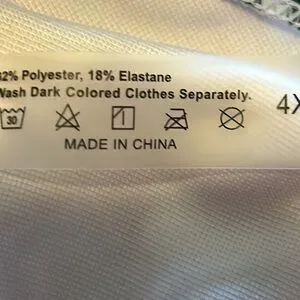 82% Polyester, 18% Elastane
Wash Dark Colored Clothes Separately.
4X
30
MADE IN CHINA